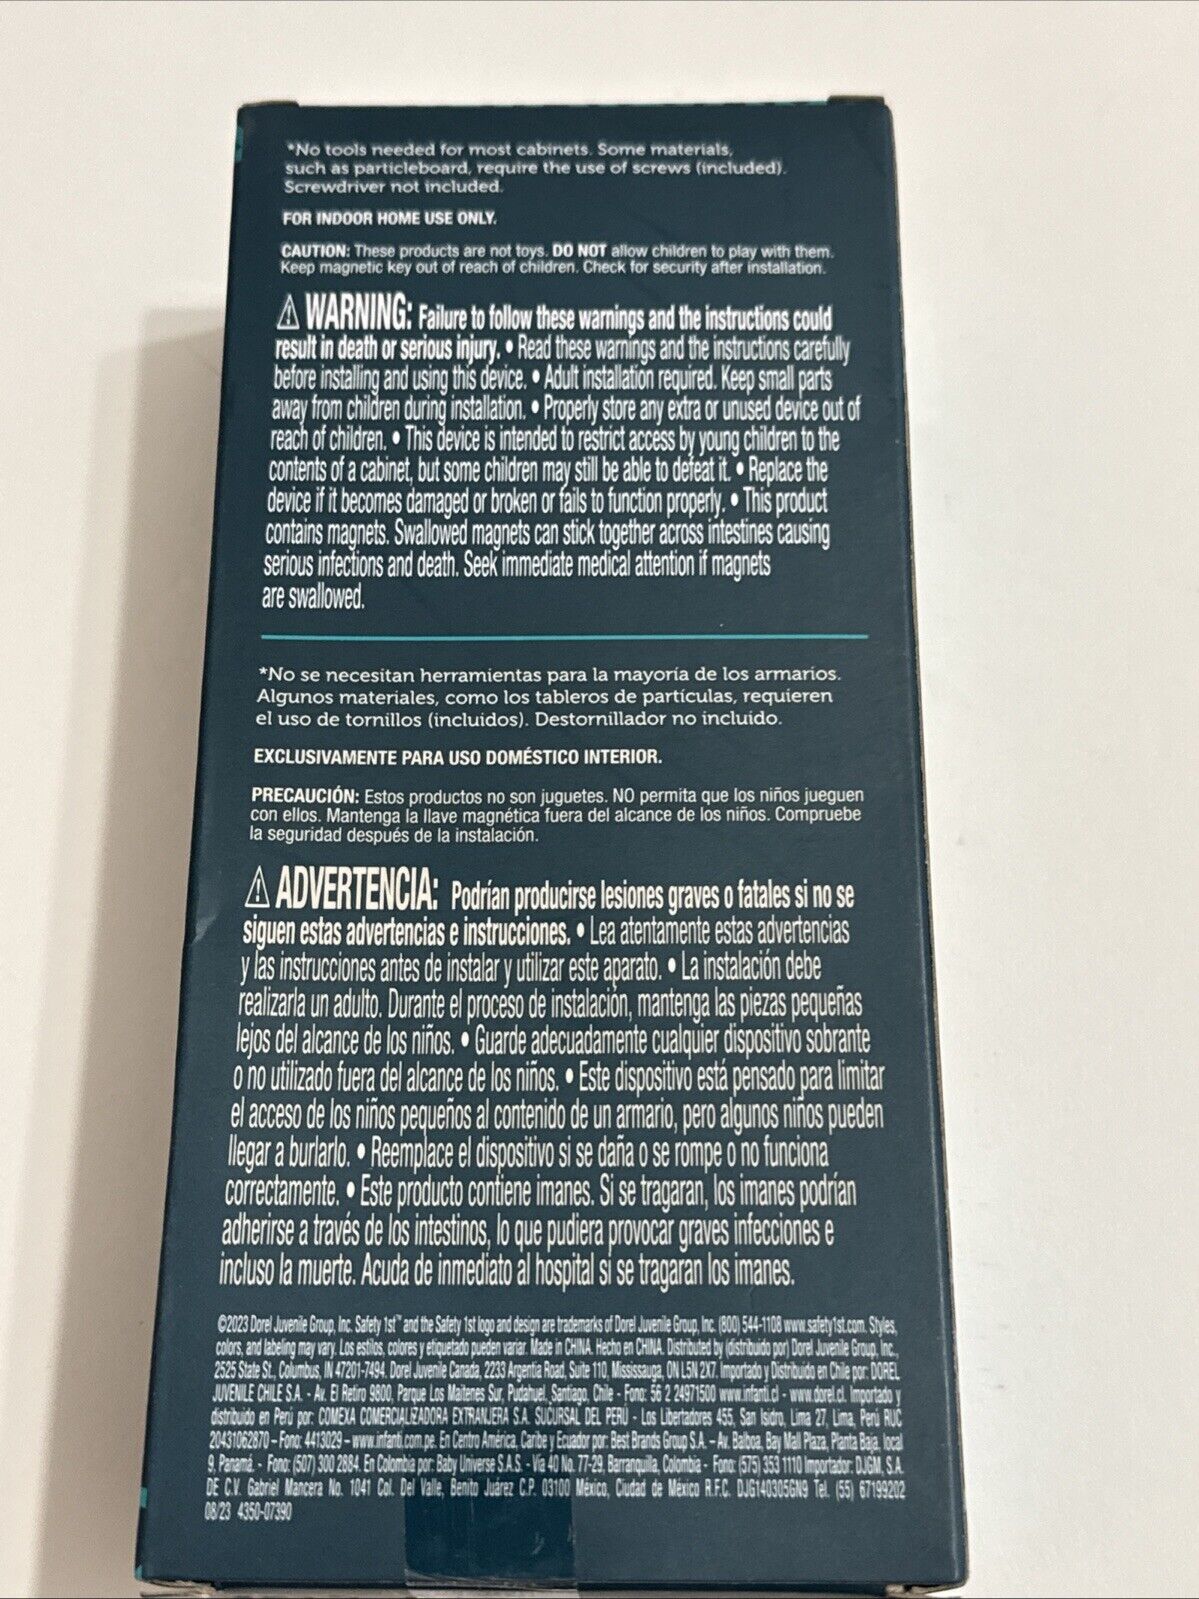 *No tools needed for most cabinets. Some materials,
such as particleboard, require the use of screws (included).
Screwdriver not included.
FOR INDOOR HOME USE ONLY.
CAUTION: These products are not toys. DO NOT allow children to play with them.
Keep magnetic key out of reach of children. Check for security after installation.
⚠ WARNING: Failure to follow these warnings and the instructions could
result in death or serious injury. • Read these warnings and the instructions carefully
before installing and using this device. • Adult installation required. Keep small parts
away from children during installation. • Properly store any extra or unused device out of
reach of children. • This device is intended to restrict access by young children to the
contents of a cabinet, but some children may still be able to defeat it. • Replace the
device if it becomes damaged or broken or fails to function properly. • This product
contains magnets. Swallowed magnets can stick together across intestines causing
serious infections and death. Seek immediate medical attention if magnets
are swallowed.
*No se necesitan herramientas para la mayoría de los armarios.
Algunos materiales, como los tableros de partículas, requieren
el uso de tornillos (incluidos). Destornillador no incluido.
EXCLUSIVAMENTE PARA USO DOMÉSTICO INTERIOR.
PRECAUCIÓN: Estos productos no son juguetes. NO permita que los niños jueguen
con ellos. Mantenga la llave magnética fuera del alcance de los niños. Compruebe
la seguridad después de la instalación.
⚠ ADVERTENCIA: Podrían producirse lesiones graves o fatales si no se
siguen estas advertencias e instrucciones. • Lea atentamente estas advertencias
y las instrucciones antes de instalar y utilizar este aparato. • La instalación debe
realizarla un adulto. Durante el proceso de instalación, mantenga las piezas pequeñas
lejos del alcance de los niños. • Guarde adecuadamente cualquier dispositivo sobrante
o no utilizado fuera del alcance de los niños. • Este dispositivo está pensado para limitar
el acceso de los niños pequeños al contenido de un armario, pero algunos niños pueden
llegar a burlarlo. • Reemplace el dispositivo si se daña o se rompe o no funciona
correctamente. • Este producto contiene imanes. Si se tragaran, los imanes podrían
adherirse a través de los intestinos, lo que pudiera provocar graves infecciones e
incluso la muerte. Acuda de inmediato al hospital si se tragaran los imanes.
©2023 Dorel Juvenile Group, Inc. Safety 1st™ and the Safety 1st logo and design are trademarks of Dorel Juvenile Group, Inc. (800) 544-1108 www.safety1st.com. Styles,
colors, and labeling may vary. Los estilos, colores y etiquetado pueden variar. Made in CHINA. Hecho en CHINA. Distributed by (distribuido por) Dorel Juvenile Group, Inc.,
2525 State St., Columbus, IN 47201-7494. Dorel Juvenile Canada, 2233 Argentia Road, Suite 110, Mississauga, ON L5N 2X7. Importado y Distribuido en Chile por: DOREL
JUVENILE CHILE S.A. - Av. El Retiro 9800, Parque Los Maitenes Sur, Pudahuel, Santiago, Chile - Fono: 56 2 24971500 www.infanti.cl - www.dorel.cl. Importado y
distribuido en Perú por: COMEXA COMERCIALIZADORA EXTRANJERA S.A. SUCURSAL DEL PERÚ - Los Libertadores 455, San Isidro, Lima 27, Lima, Perú RUC
20431062870 – Fono: 4413029 – www.infanti.com.pe. En Centro América, Caribe y Ecuador por: Best Brands Group S.A. – Av. Balboa, Bay Mall Plaza, Planta Baja, local
9, Panamá. - Fono: (507) 300 2884. En Colombia por: Baby Universe S.A.S. - Vía 40 No. 77-29, Barranquilla, Colombia - Fono: (575) 353 1110 Importador: DJGM, S.A.
DE C.V. Gabriel Mancera No. 1041 Col. Del Valle, Benito Juárez C.P. 03100 México, Ciudad de México R.F.C. DJG140305GN9 Tel. (55) 67199202
08/23 4350-07390